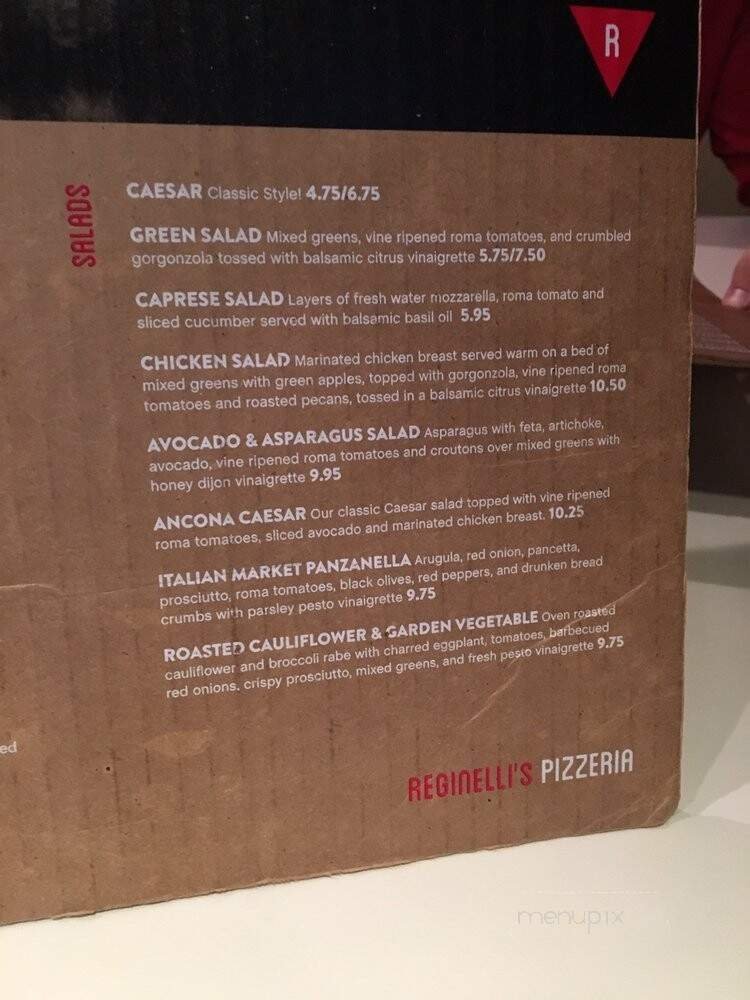 R
SALADS
CAESAR Classic Style! 4.75/6.75
GREEN SALAD Mixed greens, vine ripened roma tomatoes, and crumbled
gorgonzola tossed with balsamic citrus vinaigrette 5.75/7.50
CAPRESE SALAD Layers of fresh water mozzarella, roma tomato and
sliced cucumber served with balsamic basil oil 5.95
CHICKEN SALAD Marinated chicken breast served warm on a bed of
mixed greens with green apples, topped with gorgonzola, vine ripened roma
tomatoes and roasted pecans, tossed in a balsamic citrus vinaigrette 10.50
AVOCADO & ASPARAGUS SALAD Asparagus with feta, artichoke,
avocado, vine ripened roma tomatoes and croutons over mixed greens with
honey dijon vinaigrette 9.95
ANCONA CAESAR Our classic Caesar salad topped with vine ripened
roma tomatoes, sliced avocado and marinated chicken breast. 10.25
ITALIAN MARKET PANZANELLA Arugula, red onion, pancetta,
prosciutto, roma tomatoes, black olives, red peppers, and drunken bread
crumbs with parsley pesto vinaigrette 9.75
ROASTED CAULIFLOWER & GARDEN VEGETABLE Oven roasted
cauliflower and broccoli rabe with charred eggplant, tomatoes, barbecued
red onions, crispy prosciutto, mixed greens, and fresh pesto vinaigrette 9.75
ed
REGINELLI'S PIZZERIA
menupix